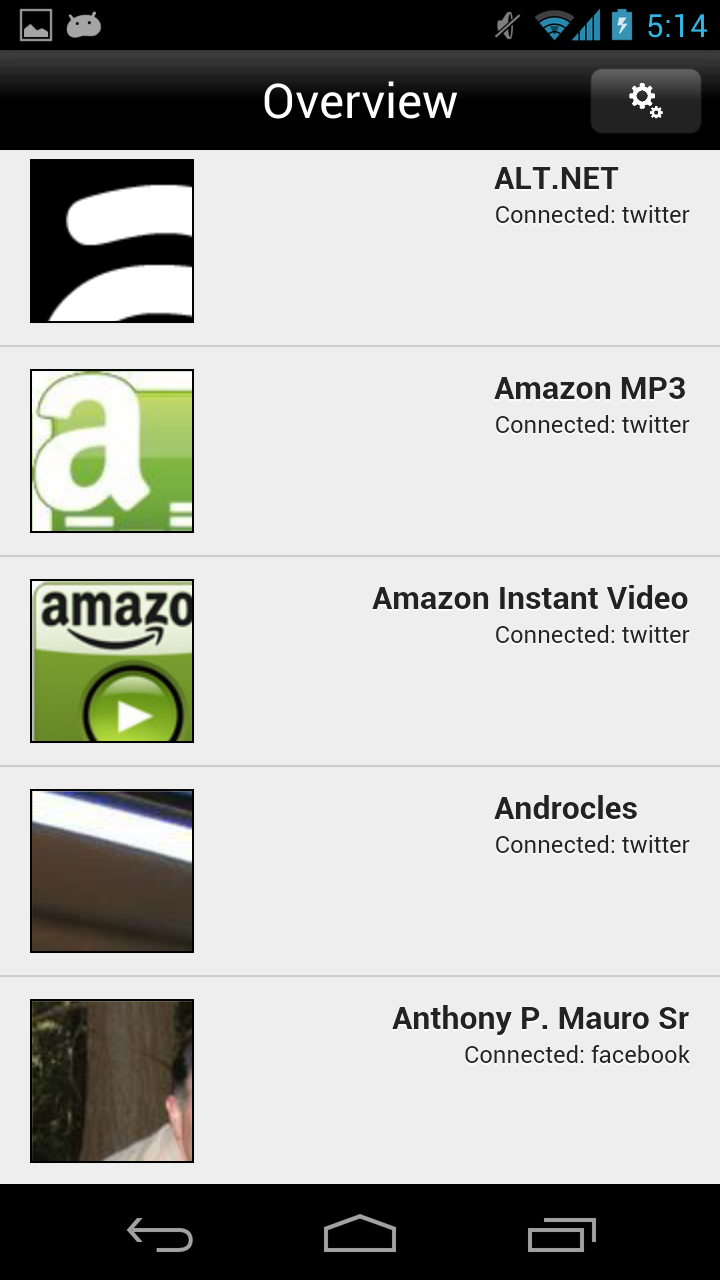 5:14
Overview
ALT.NET
Connected: twitter
a
Amazon MP3
Connected: twitter
amazo
Amazon Instant Video
Connected: twitter
Androcles
Connected: twitter
Anthony P. Mauro Sr
Connected: facebook